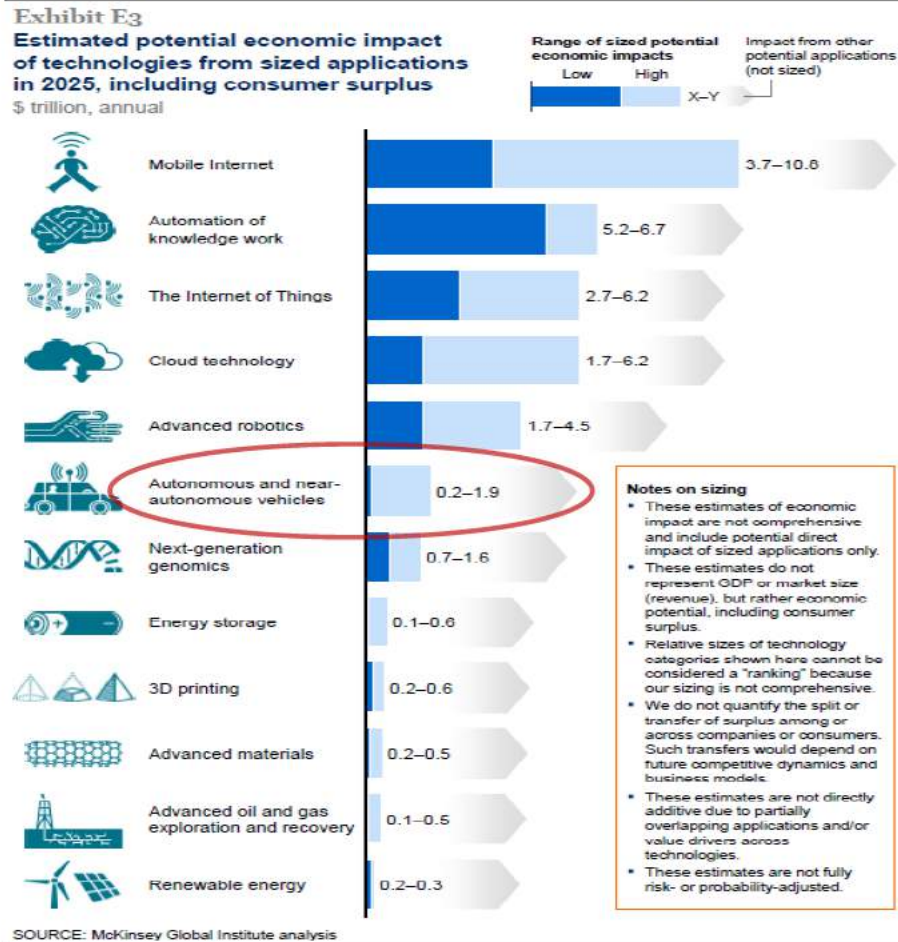 Exhibit E3
Estimated potential economic impact
of technologies from sized applications
in 2025, including consumer surplus
$ trillion, annual
Range of sized potential
economic impacts
Low High
X–Y
Impact from other
potential applications
(not sized)
Mobile Internet
3.7–10.8
Automation of
knowledge work
5.2–6.7
The Internet of Things
2.7–6.2
Cloud technology
1.7–6.2
Advanced robotics
1.7–4.5
Autonomous and near-
autonomous vehicles
0.2–1.9
Next-generation
genomics
0.7–1.6
Energy storage
0.1–0.6
3D printing
0.2–0.6
Advanced materials
0.2–0.5
Advanced oil and gas
exploration and recovery
0.1–0.5
Renewable energy
0.2–0.3
Notes on sizing
▪ These estimates of economic
impact are not comprehensive
and include potential direct
impact of sized applications only.
▪ These estimates do not
represent GDP or market size
(revenue), but rather economic
potential, including consumer
surplus.
▪ Relative sizes of technology
categories shown here cannot be
considered a "ranking" because
our sizing is not comprehensive.
▪ We do not quantify the split or
transfer of surplus among or
across companies or consumers.
Such transfers would depend on
future competitive dynamics and
business models.
▪ These estimates are not directly
additive due to partially
overlapping applications and/or
value drivers across
technologies.
▪ These estimates are not fully
risk- or probability-adjusted.
SOURCE: McKinsey Global Institute analysis